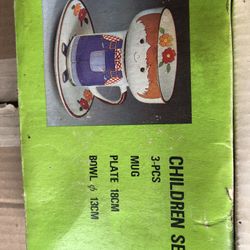 CHILDREN SE
3-PCS
MUG
PLATE 18CM
BOWL φ 13CM